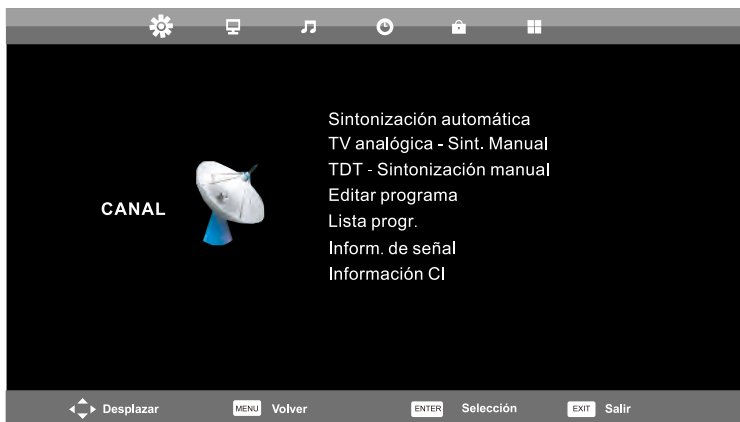 Sintonización automática
TV analógica - Sint. Manual
TDT - Sintonización manual
Editar programa
CANAL
Lista progr.
Inform. de señal
Información CI
Desplazar MENU Volver ENTER Selección EXIT Salir